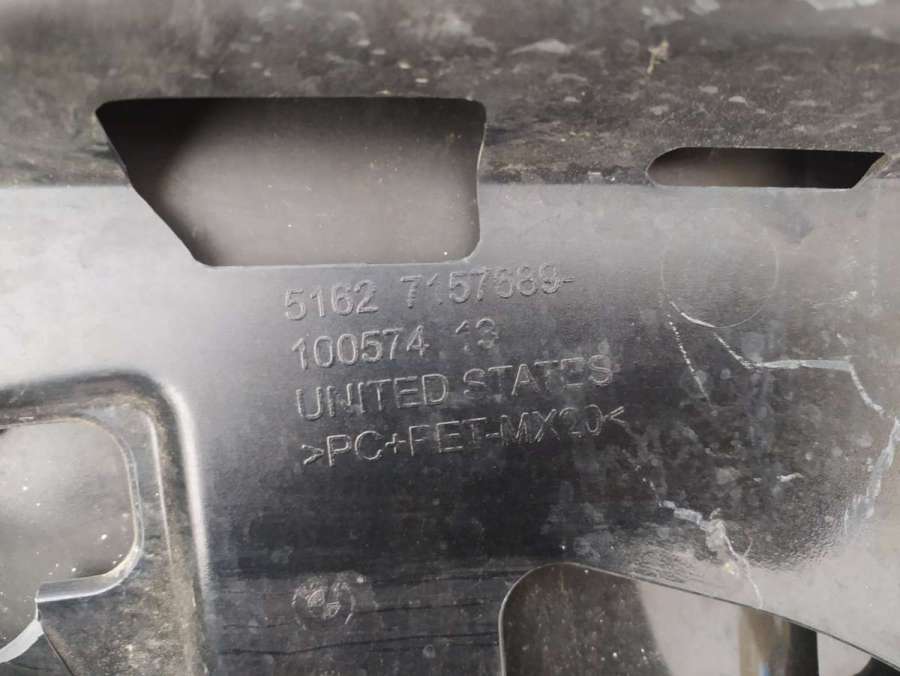 5162 7157689-
100574 13
UNITED STATES
>PC+PET-MX20<